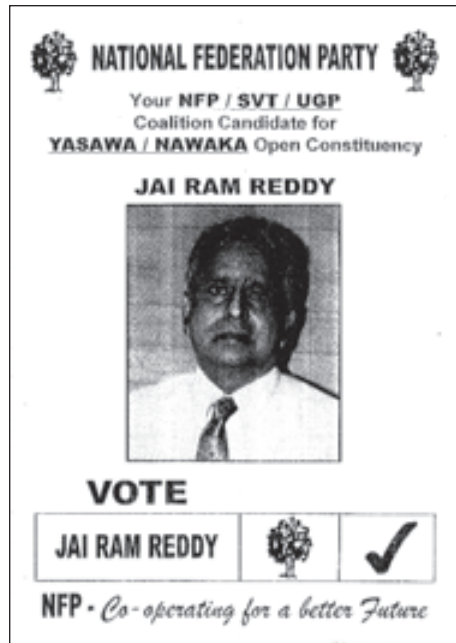 NATIONAL FEDERATION PARTY
Your NFP / SVT / UGP
Coalition Candidate for
YASAWA / NAWAKA Open Constituency
JAI RAM REDDY
VOTE
JAI RAM REDDY
NFP - Co-operating for a better Future